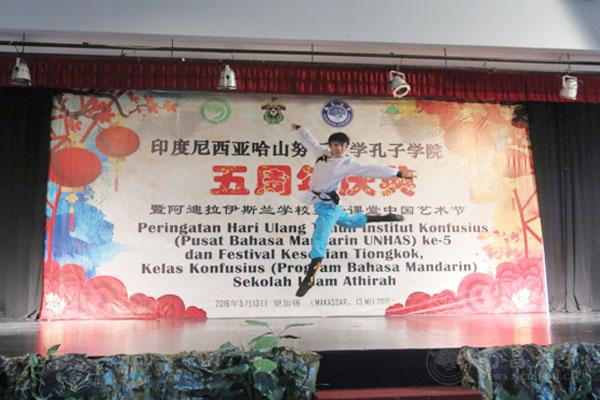 印度尼西亚哈山努 学孔子学院
五周 庆典
暨阿迪拉伊斯兰学校 课堂中国艺术节
Peringatan Hari Ulang Institut Konfusius
(Pusat Bahasa Mandarin UNHAS) ke-5
dan Festival Kesenian Tiongkok,
Kelas Konfusius (Program Bahasa Mandarin)
Sekolah Islam Athirah
2016年5月13日 望加锡 (MAKASSAR, 13 MEI 2016)